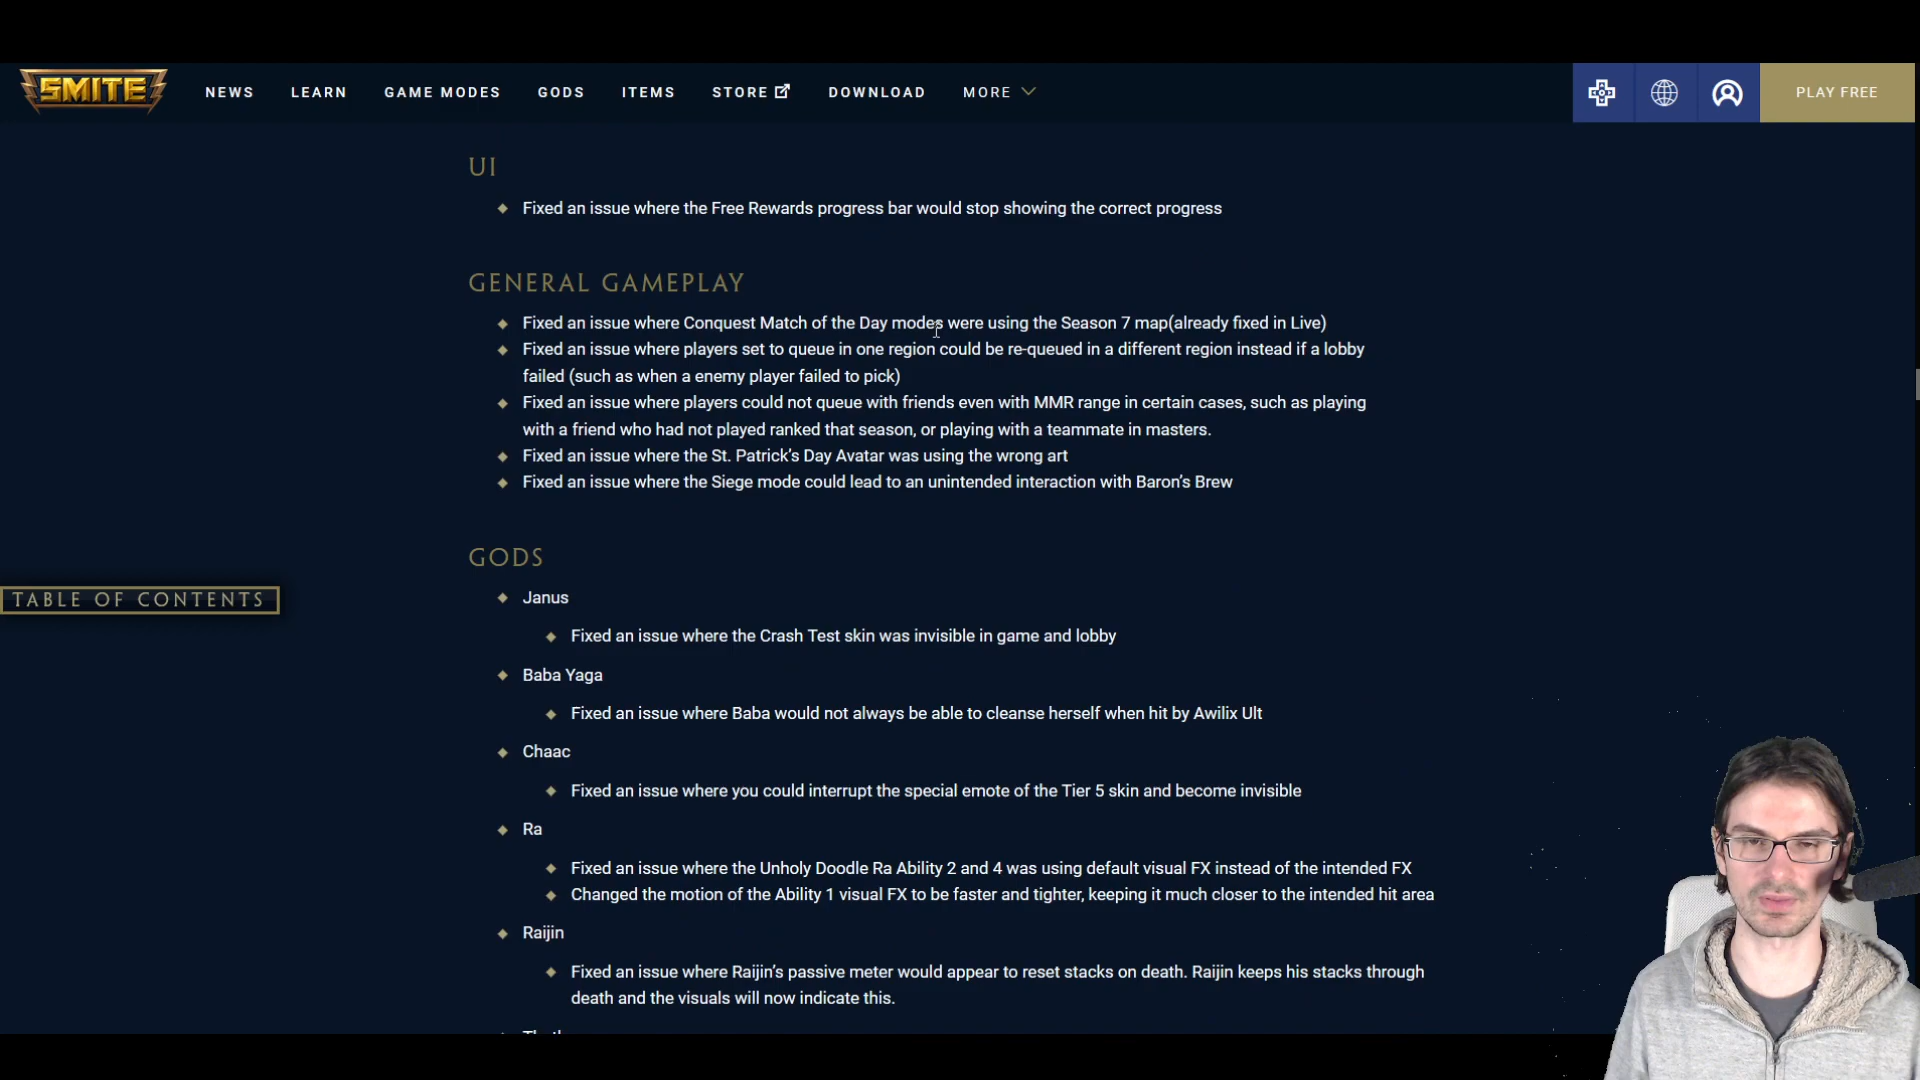 SMITE
NEWS LEARN GAME MODES GODS ITEMS STORE DOWNLOAD MORE PLAY FREE
UI
Fixed an issue where the Free Rewards progress bar would stop showing the correct progress
GENERAL GAMEPLAY
Fixed an issue where Conquest Match of the Day modes were using the Season 7 map(already fixed in Live)
Fixed an issue where players set to queue in one region could be re-queued in a different region instead if a lobby
failed (such as when a enemy player failed to pick)
Fixed an issue where players could not queue with friends even with MMR range in certain cases, such as playing
with a friend who had not played ranked that season, or playing with a teammate in masters.
Fixed an issue where the St. Patrick's Day Avatar was using the wrong art
Fixed an issue where the Siege mode could lead to an unintended interaction with Baron's Brew
GODS
TABLE OF CONTENTS
Janus
Fixed an issue where the Crash Test skin was invisible in game and lobby
Baba Yaga
Fixed an issue where Baba would not always be able to cleanse herself when hit by Awilix Ult
Chaac
Fixed an issue where you could interrupt the special emote of the Tier 5 skin and become invisible
Ra
Fixed an issue where the Unholy Doodle Ra Ability 2 and 4 was using default visual FX instead of the intended FX
Changed the motion of the Ability 1 visual FX to be faster and tighter, keeping it much closer to the intended hit area
Raijin
Fixed an issue where Raijin's passive meter would appear to reset stacks on death. Raijin keeps his stacks through
death and the visuals will now indicate this.